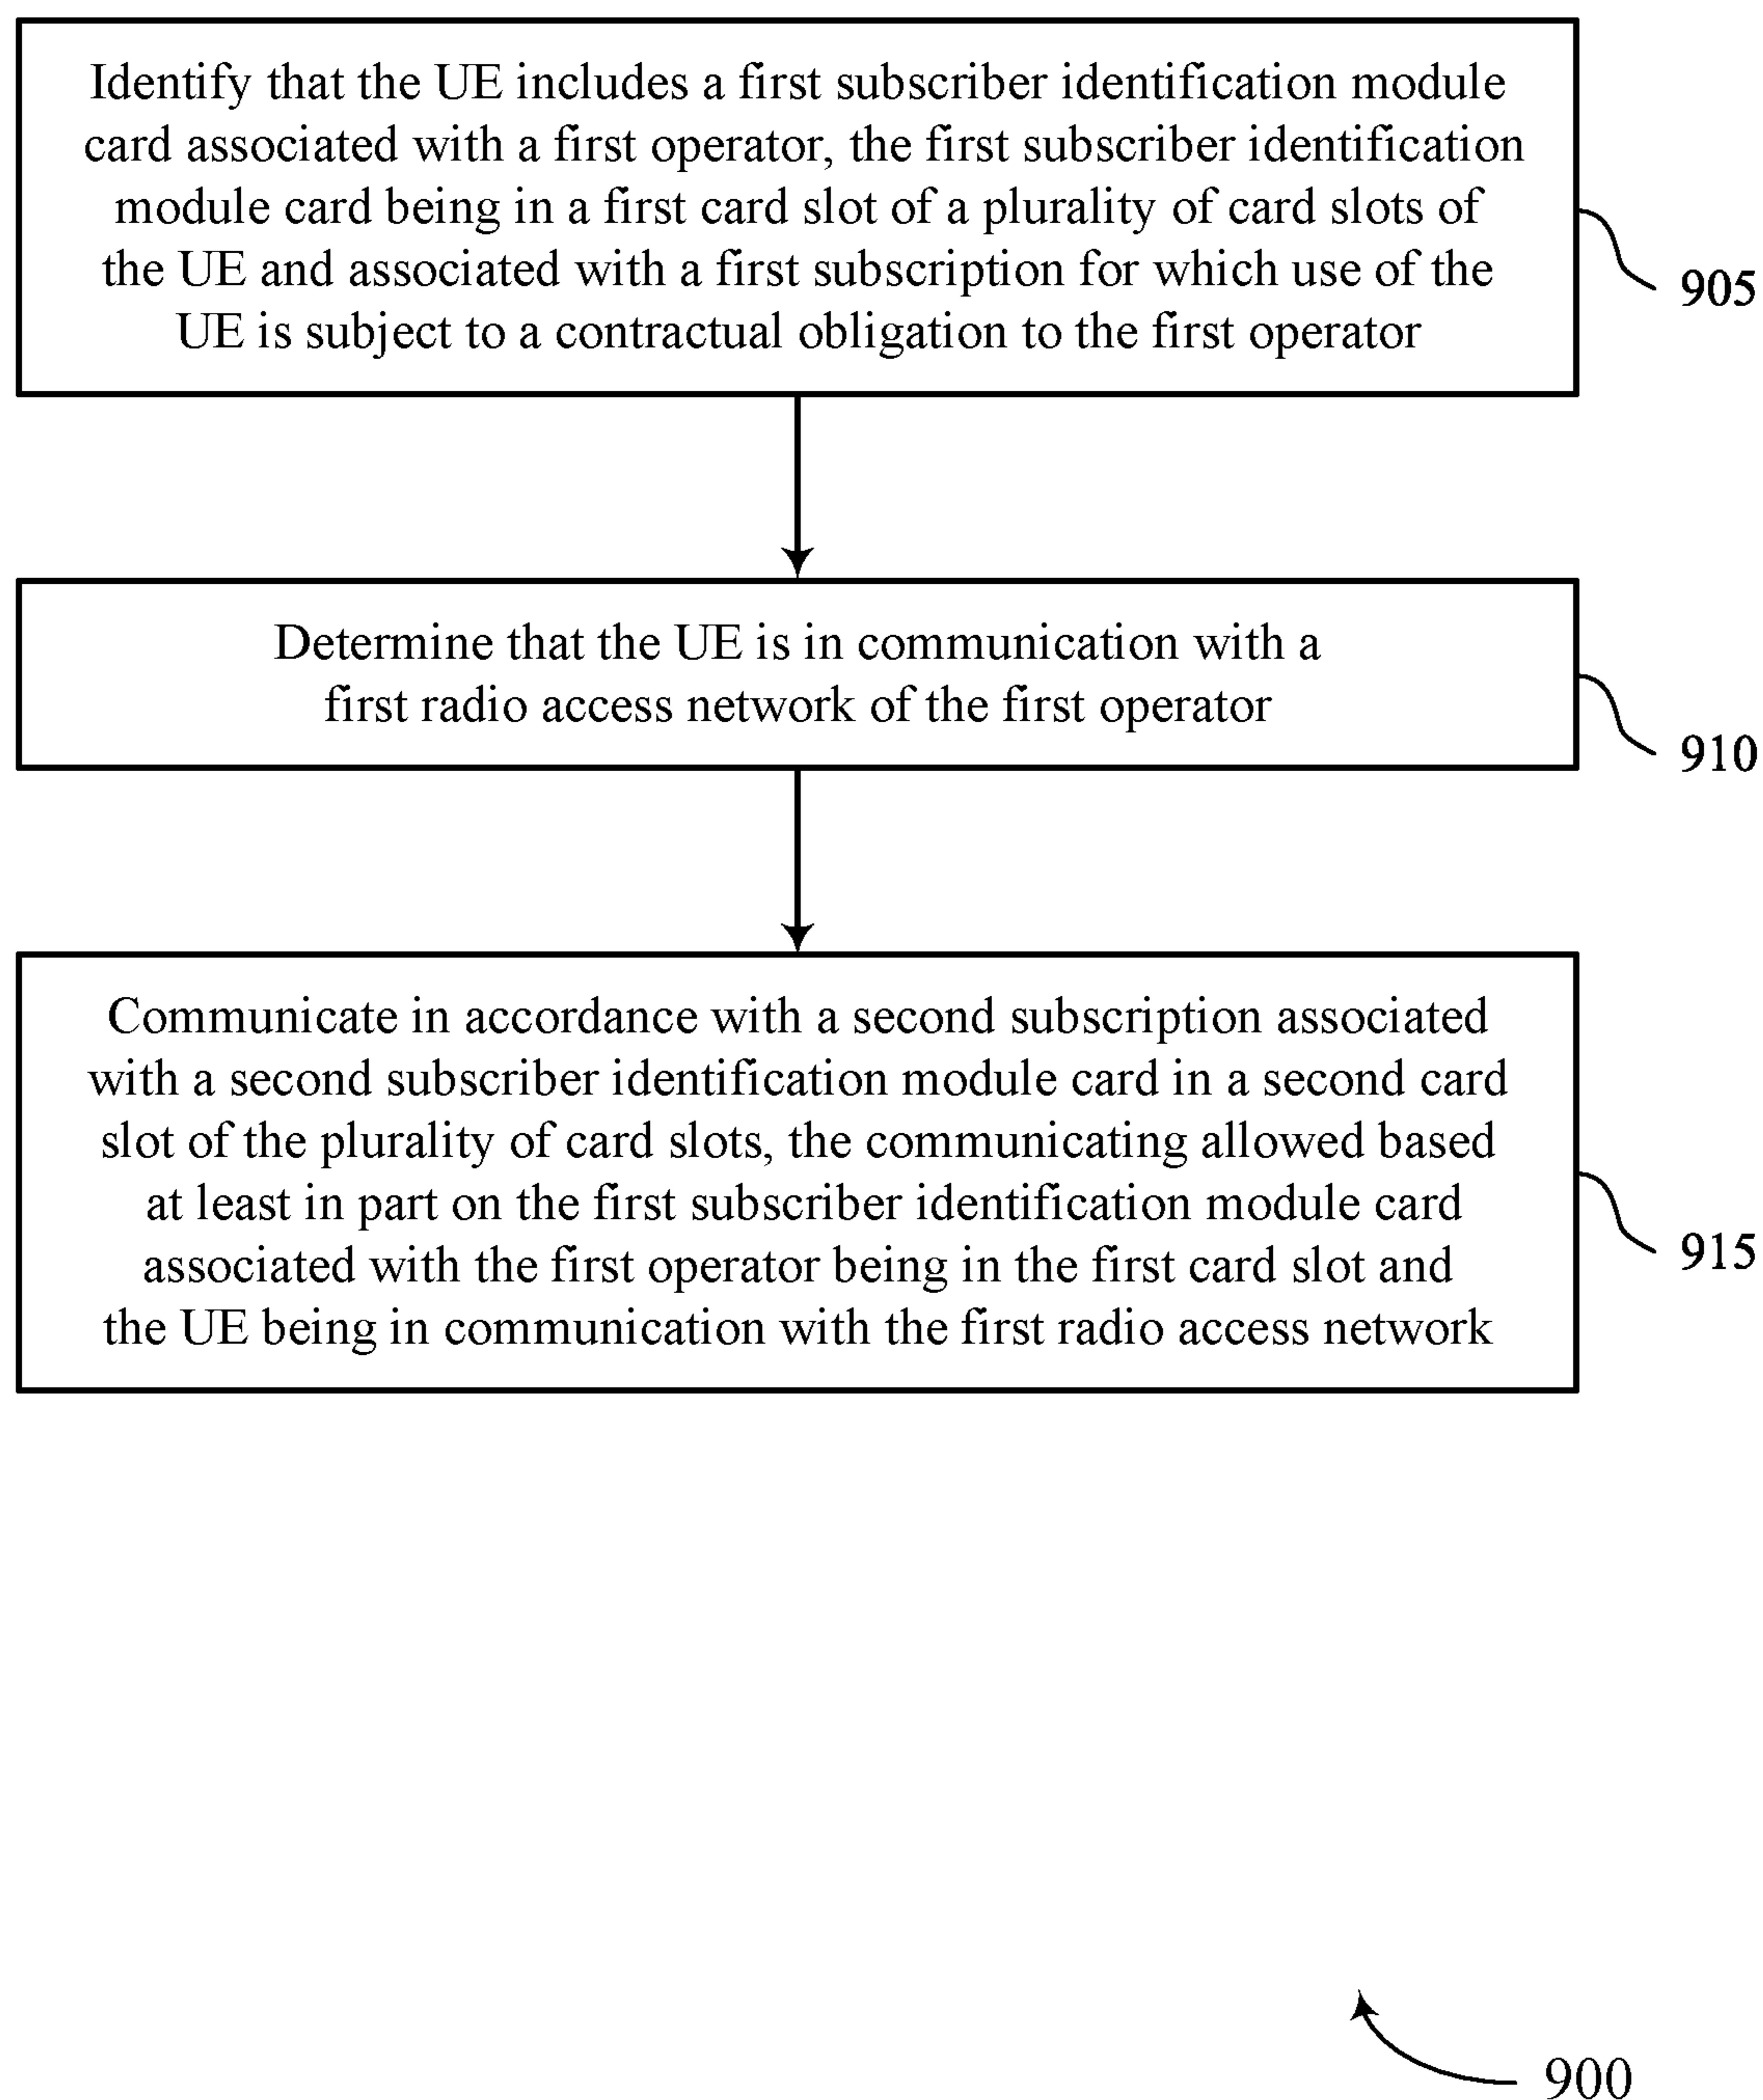 Identify that the UE includes a first subscriber identification module
card associated with a first operator, the first subscriber identification
module card being in a first card slot of a plurality of card slots of
the UE and associated with a first subscription for which use of the
UE is subject to a contractual obligation to the first operator
905
Determine that the UE is in communication with a
first radio access network of the first operator
910
Communicate in accordance with a second subscription associated
with a second subscriber identification module card in a second card
slot of the plurality of card slots, the communicating allowed based
at least in part on the first subscriber identification module card
associated with the first operator being in the first card slot and
the UE being in communication with the first radio access network
915
900